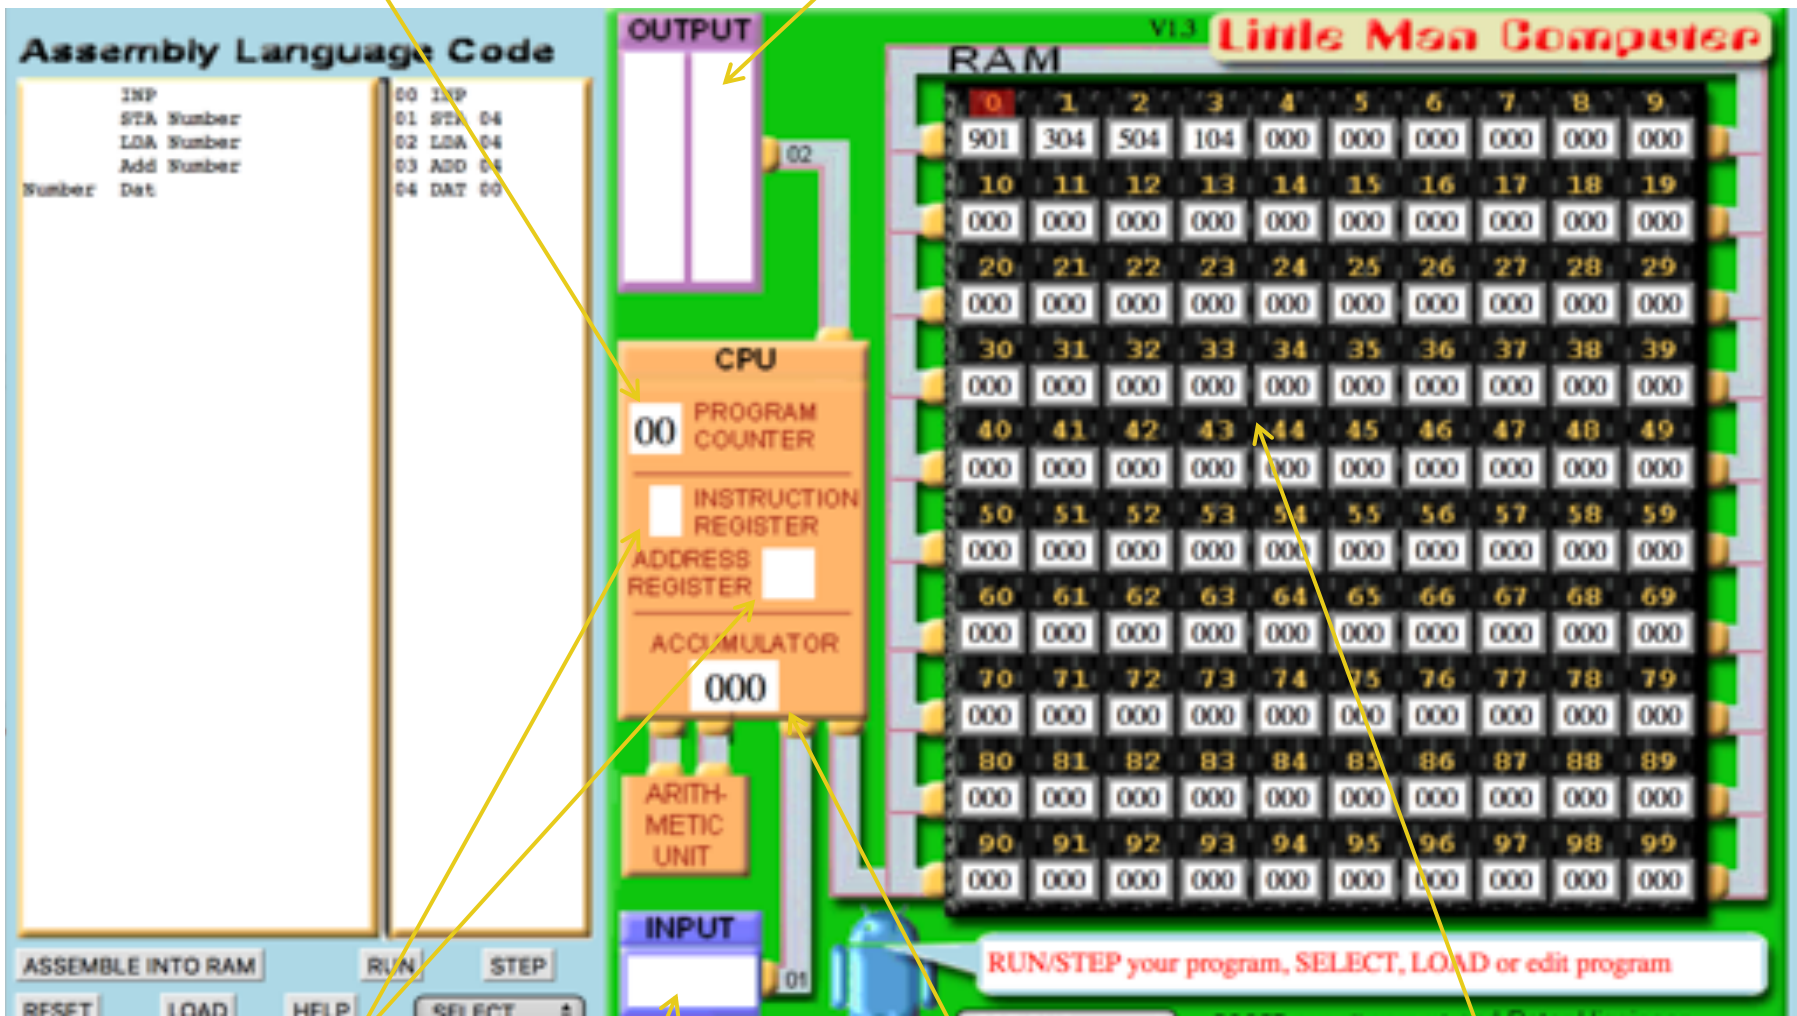 Assembly Language Code
INP
STA Number
LDA Number
Add Number
Number Dat
00 INP
01 STA 04
02 LDA 04
03 ADD 04
04 DAT 00
ASSEMBLE INTO RAM
RUN
STEP
RESET
LOAD
HELP
SELECT
OUTPUT
02
CPU
00
PROGRAM
COUNTER
INSTRUCTION
REGISTER
ADDRESS
REGISTER
ACCUMULATOR
000
ARITH-
METIC
UNIT
INPUT
01
V1.3
Little Man Computer
RAM
0 1 2 3 4 5 6 7 8 9
901 304 504 104 000 000 000 000 000 000
10 11 12 13 14 15 16 17 18 19
000 000 000 000 000 000 000 000 000 000
20 21 22 23 24 25 26 27 28 29
000 000 000 000 000 000 000 000 000 000
30 31 32 33 34 35 36 37 38 39
000 000 000 000 000 000 000 000 000 000
40 41 42 43 44 45 46 47 48 49
000 000 000 000 000 000 000 000 000 000
50 51 52 53 54 55 56 57 58 59
000 000 000 000 000 000 000 000 000 000
60 61 62 63 64 65 66 67 68 69
000 000 000 000 000 000 000 000 000 000
70 71 72 73 74 75 76 77 78 79
000 000 000 000 000 000 000 000 000 000
80 81 82 83 84 85 86 87 88 89
000 000 000 000 000 000 000 000 000 000
90 91 92 93 94 95 96 97 98 99
000 000 000 000 000 000 000 000 000 000
RUN/STEP your program, SELECT, LOAD or edit program